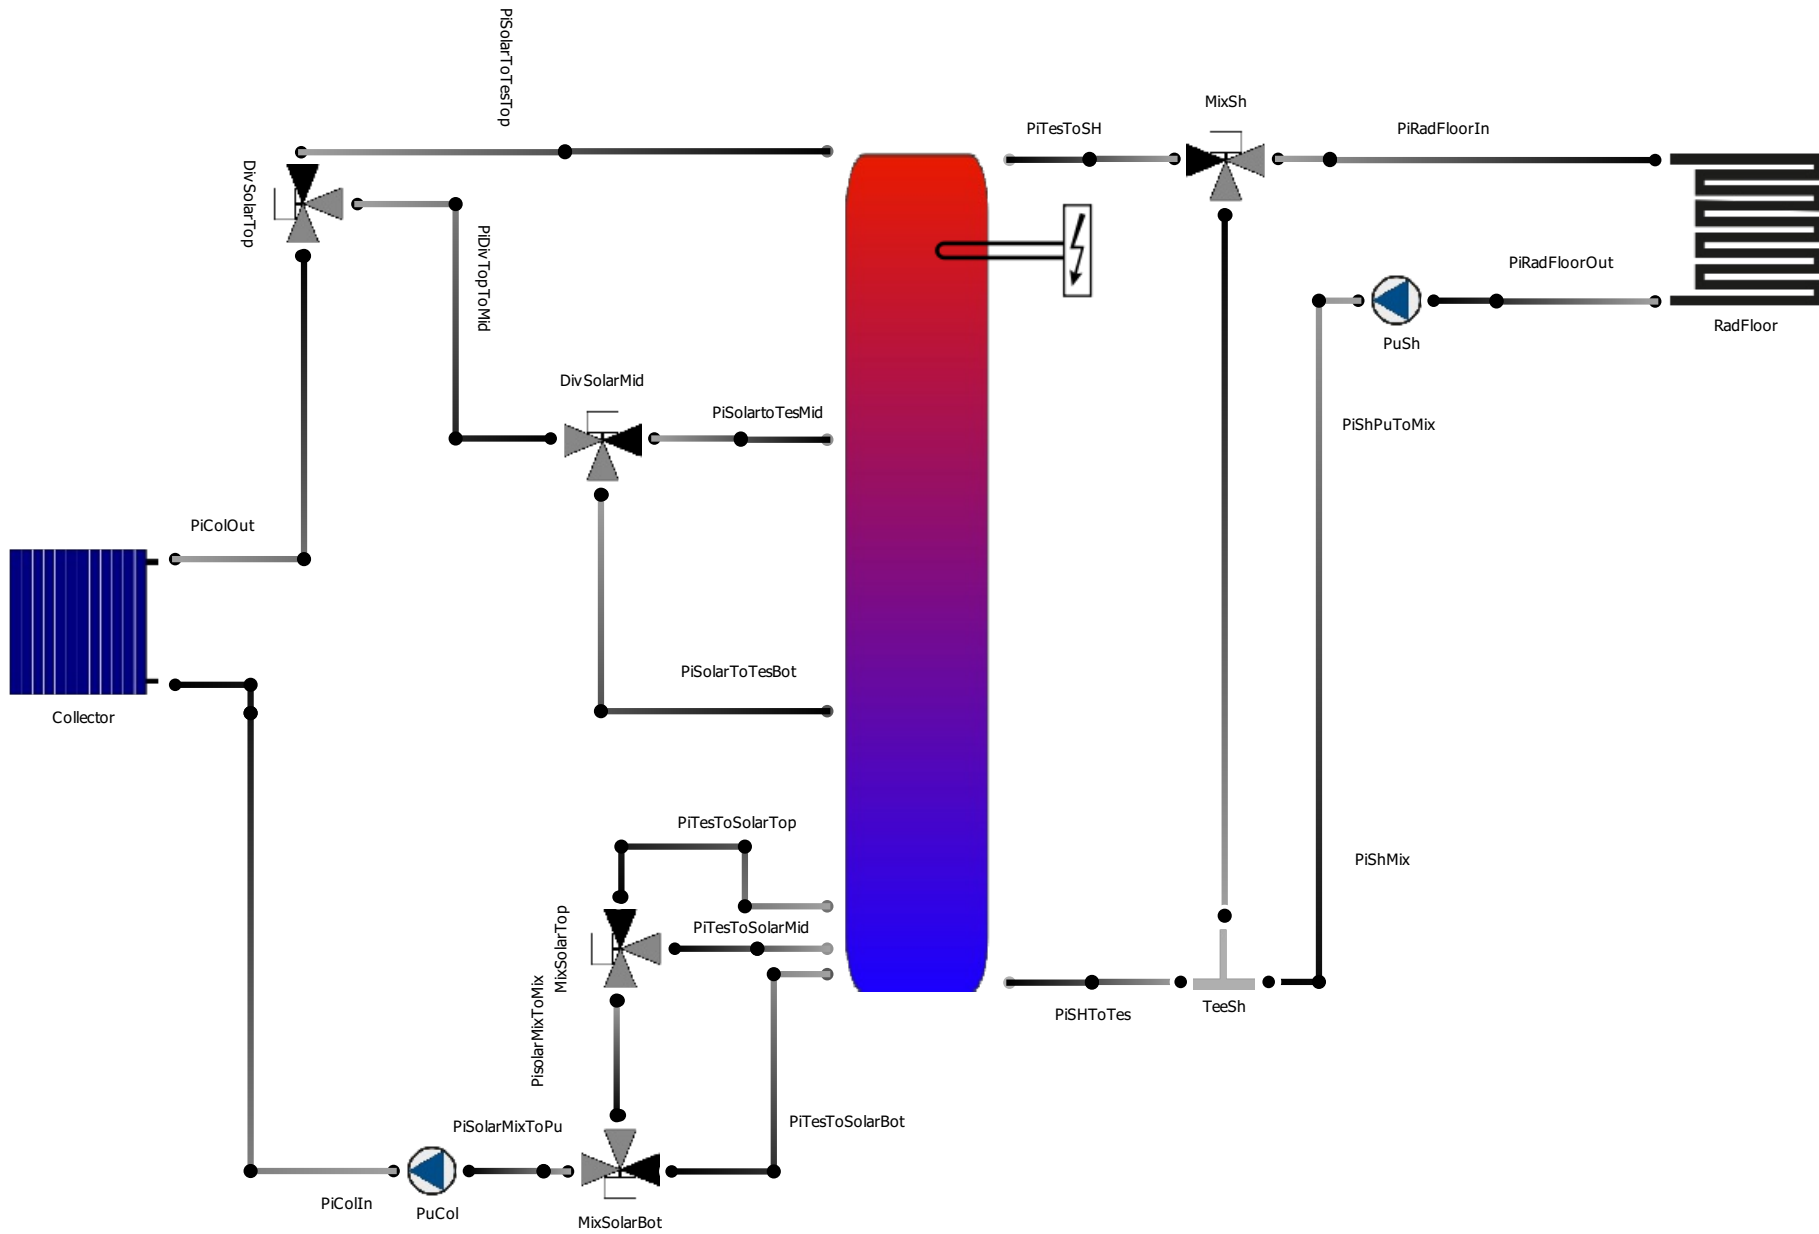 PiSolarToTesTop
MixSh
PiTesToSH
PiRadFloorIn
DivSolarTop
PiDivTopToMid
PiRadFloorOut
RadFloor
PuSh
DivSolarMid
PiSolartoTesMid
PiShPuToMix
PiColOut
PiSolarToTesBot
Collector
PiTesToSolarTop
PiShMix
MixSolarTop
PiTesToSolarMid
PisolarMixToMix
TeeSh
PiSHToTes
PiSolarMixToPu
PiTesToSolarBot
PiColIn
PuCol
MixSolarBot